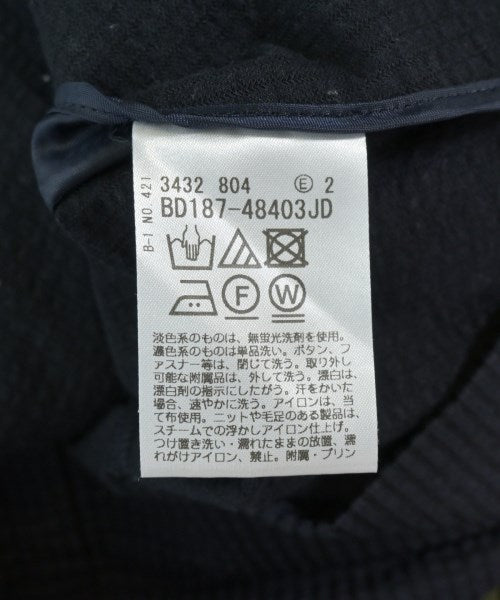 B-1 NO. 421
3432 804 Ⓔ 2
BD187-48403JD
F W
淡色系のものは、無蛍光洗剤を使用。
濃色系のものは単品洗い。ボタン、フ
ァスナー等は、閉じて洗う。取り外し
可能な附属品は、外して洗う。漂白は、
漂白剤の指示にしたがう。汗をかいた
場合、速やかに洗う。アイロンは、当
て布使用。ニットや毛足のある製品は、
スチームでの浮かしアイロン仕上げ。
つけ置き洗い・濡れたままの放置、濡
れがけアイロン、禁止。附属・プリン